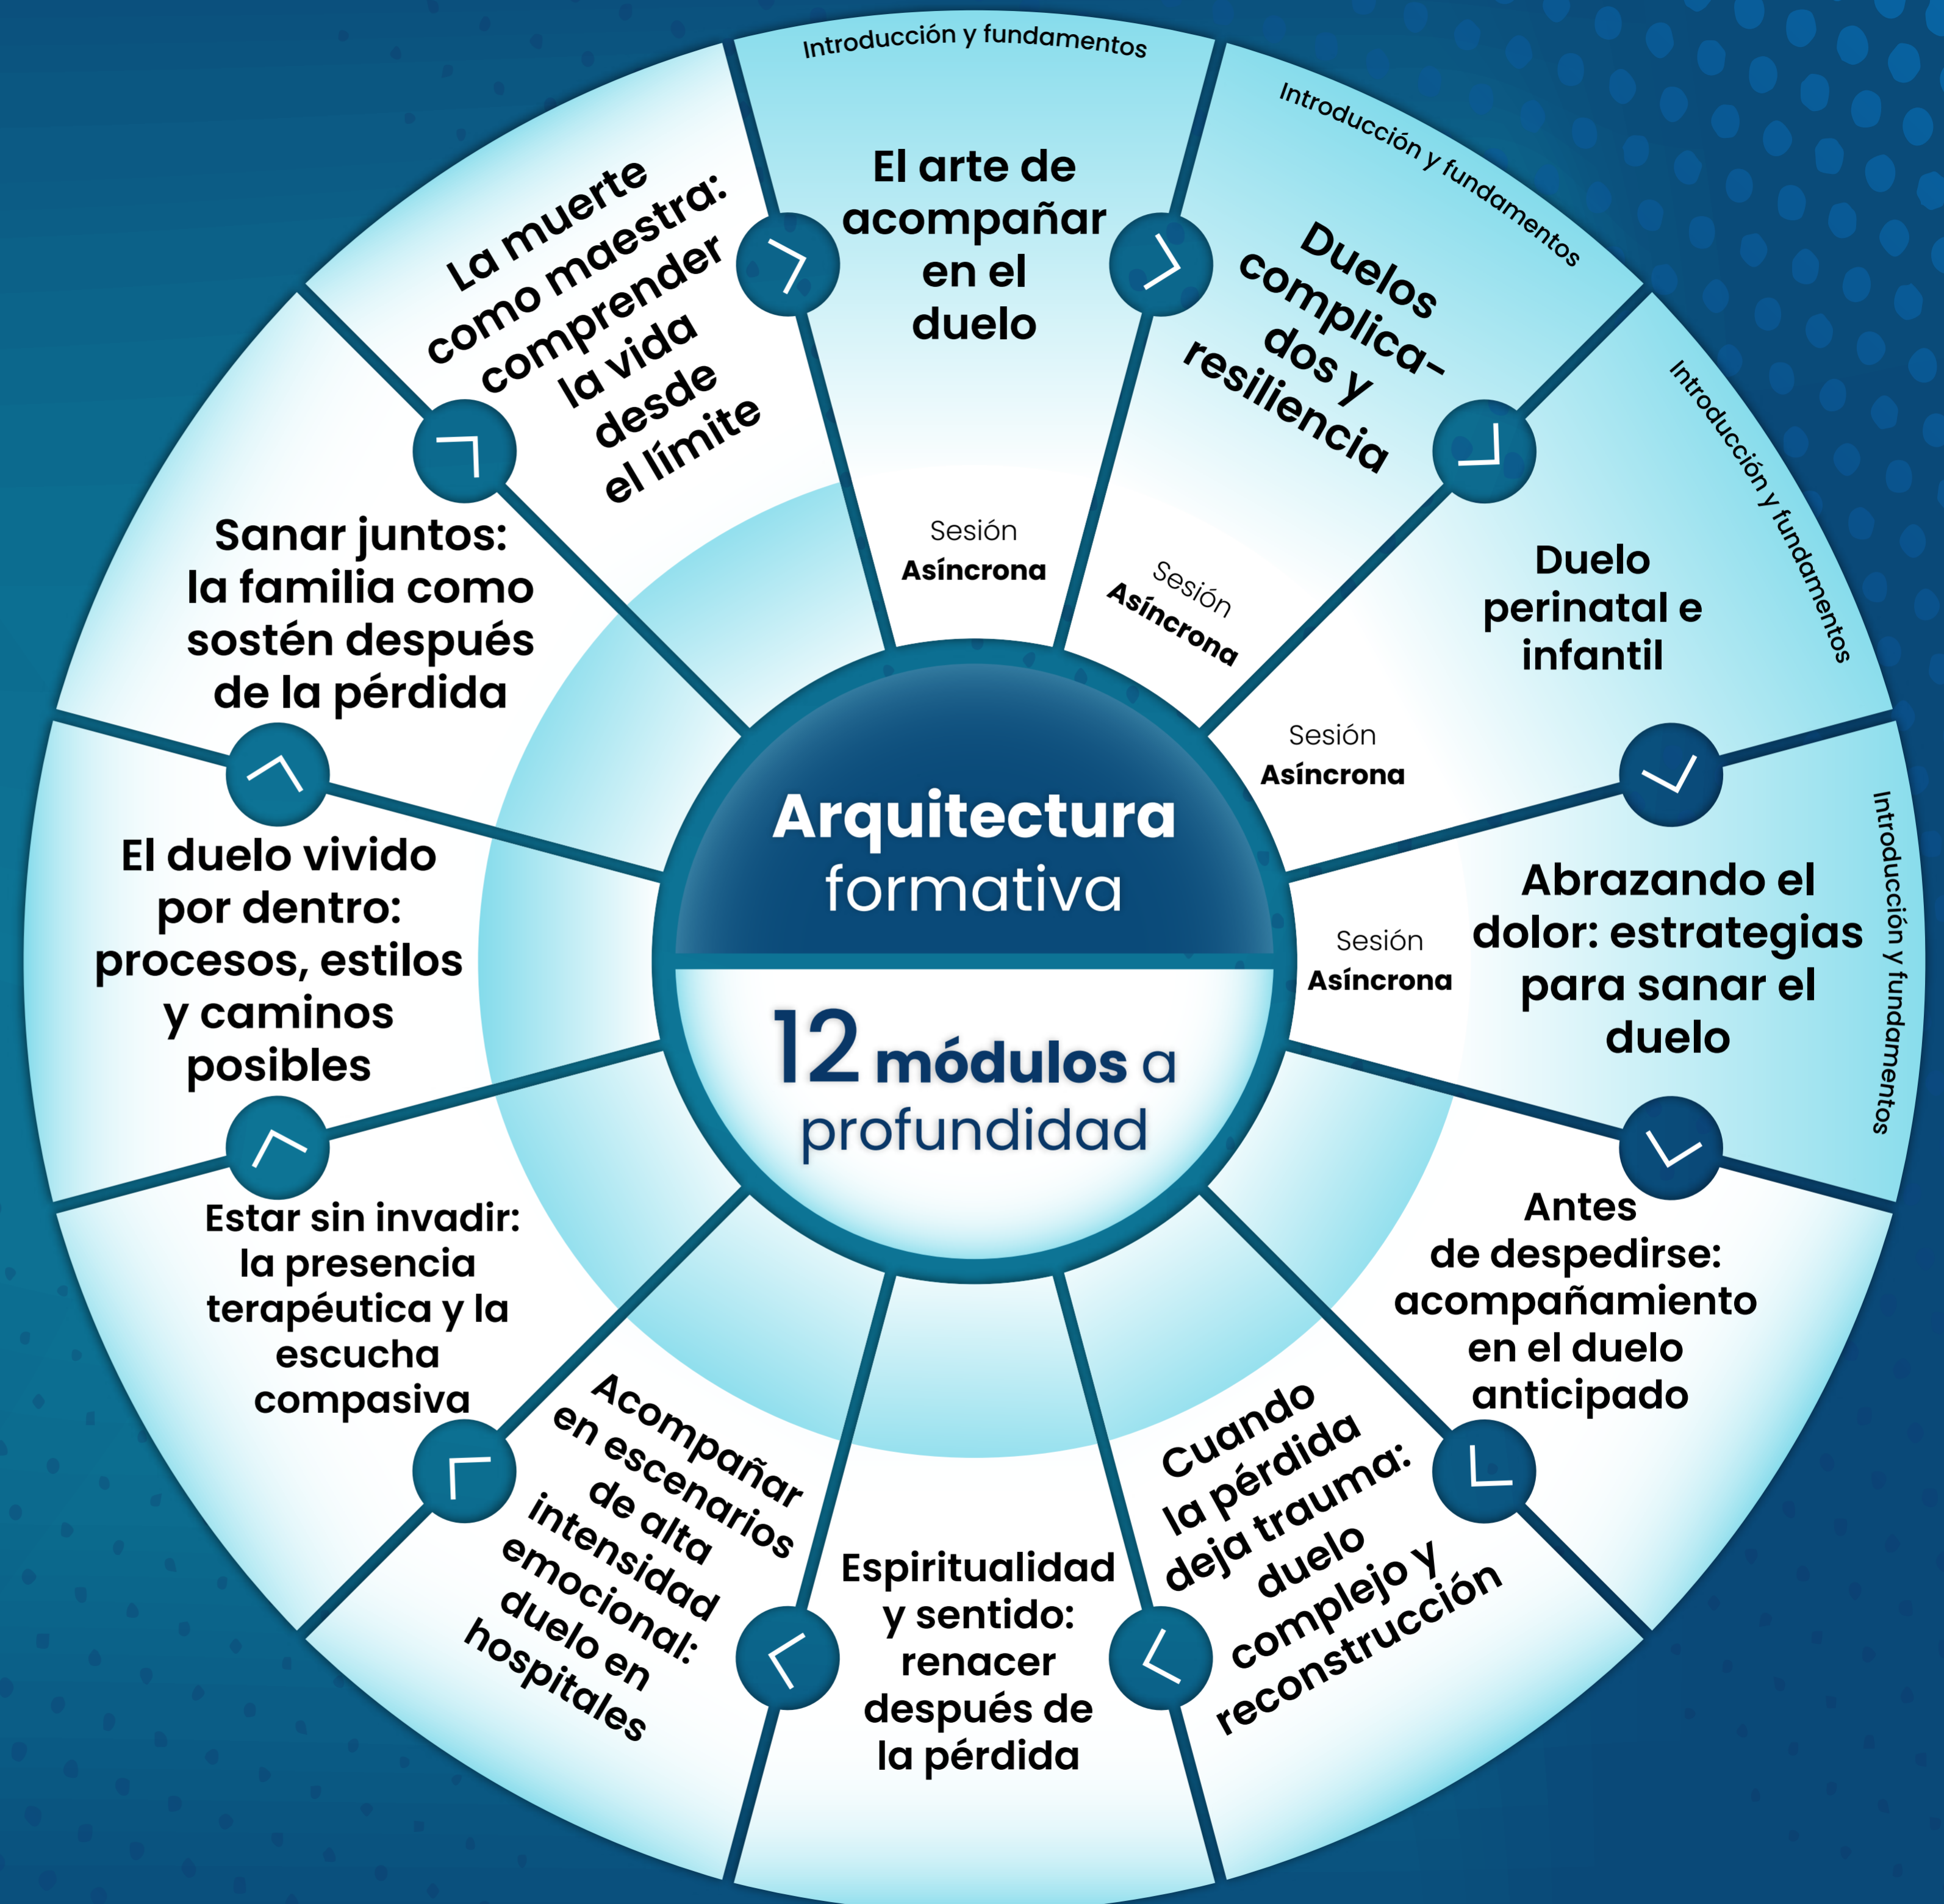 Introducción y fundamentos
El arte de
acompañar
en el
duelo
Sesión
Asíncrona
Introducción y fundamentos
Duelos
complica-
dos y
resiliencia
Sesión
Asíncrona
Introducción y fundamentos
Duelo
perinatal e
infantil
Sesión
Asíncrona
Introducción y fundamentos
Abrazando el
dolor: estrategias
para sanar el
duelo
Sesión
Asíncrona
Antes
de despedirse:
acompañamiento
en el duelo
anticipado
Cuando
la pérdida
deja trauma:
duelo
complejo y
reconstrucción
Espiritualidad
y sentido:
renacer
después de
la pérdida
Acompañar
en escenarios
de alta
intensidad
emocional:
duelo en
hospitales
Estar sin invadir:
la presencia
terapéutica y la
escucha
compasiva
El duelo vivido
por dentro:
procesos, estilos
y caminos
posibles
Sanar juntos:
la familia como
sostén después
de la pérdida
La muerte
como maestra:
comprender
la vida
desde
el límite
Arquitectura
formativa
12 módulos a
profundidad